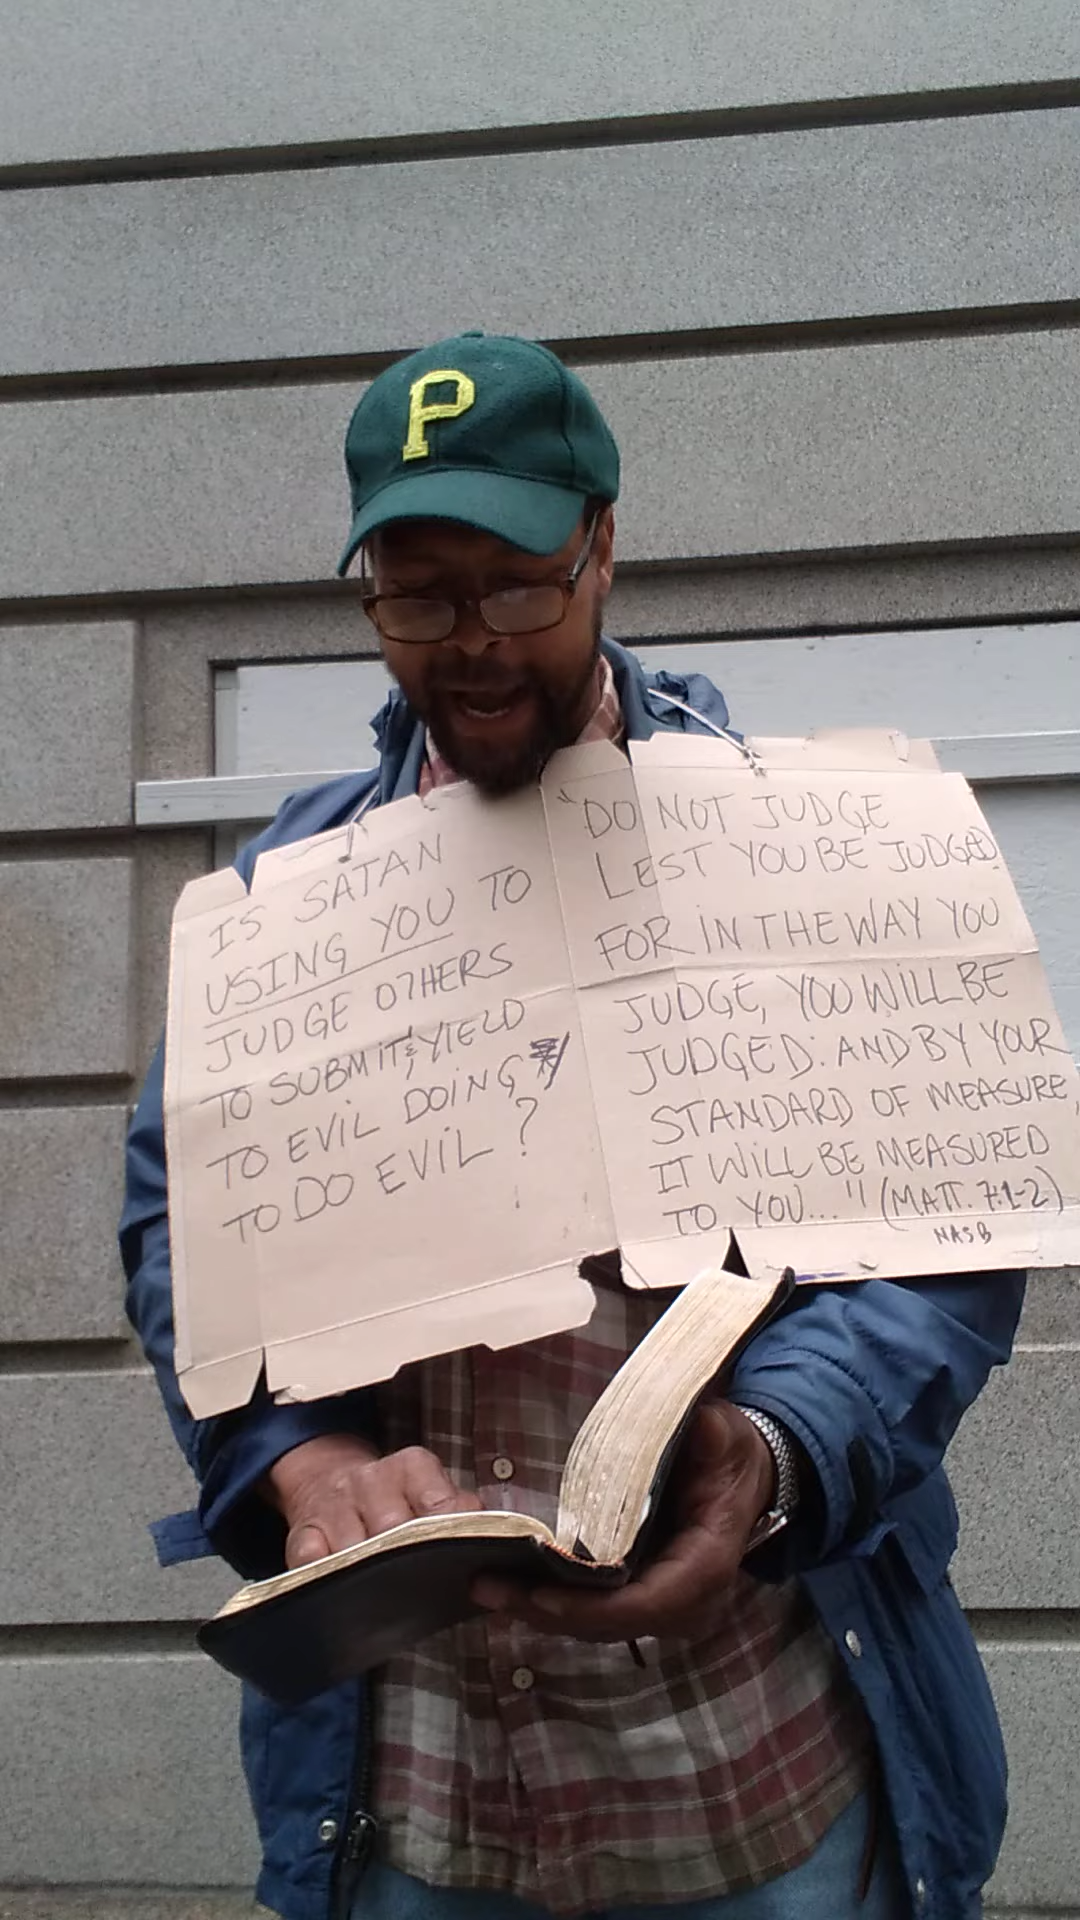 P
IS SATAN
USING YOU TO
JUDGE OTHERS
TO SUBMIT & YIELD
TO EVIL DOING
TO DO EVIL ?
"DO NOT JUDGE
LEST YOU BE JUDGED.
FOR IN THE WAY YOU
JUDGE, YOU WILL BE
JUDGED: AND BY YOUR
STANDARD OF MEASURE,
IT WILL BE MEASURED
TO YOU..." (MATT. 7:1-2)
NASB